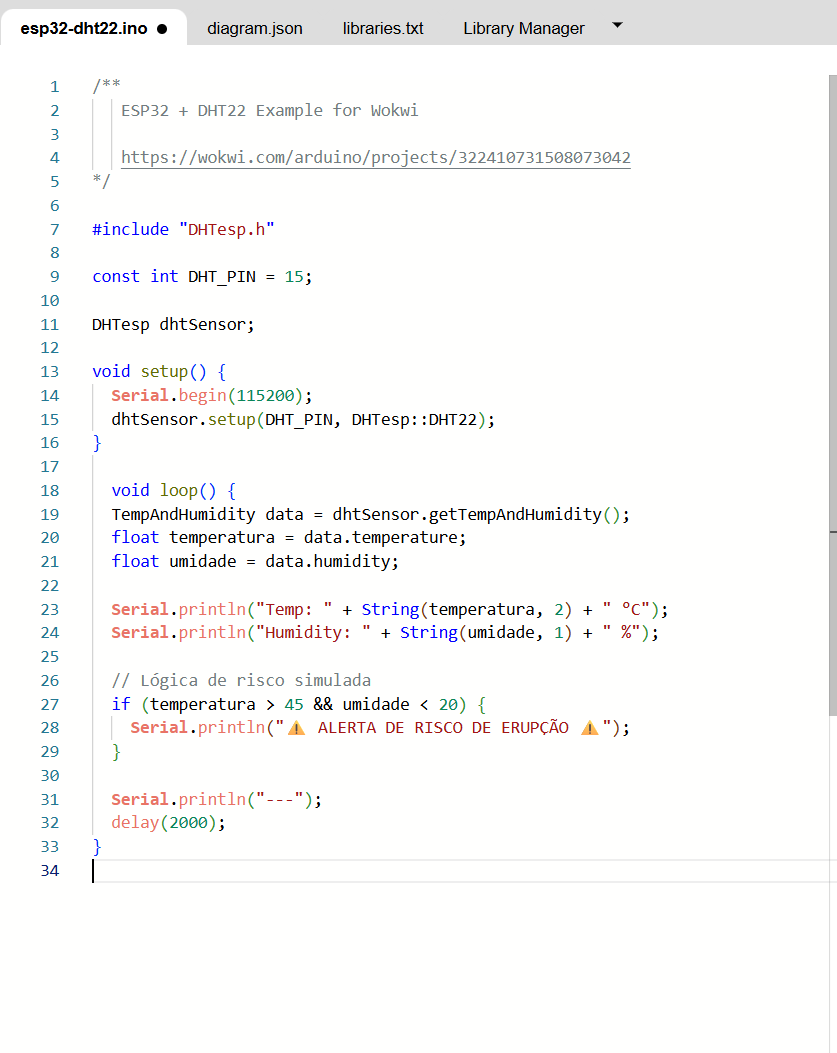 esp32-dht22.ino ● diagram.json libraries.txt Library Manager
1 /**
2 ESP32 + DHT22 Example for Wokwi
3
4 https://wokwi.com/arduino/projects/322410731508073042
5 */
6
7 #include "DHTesp.h"
8
9 const int DHT_PIN = 15;
10
11 DHTesp dhtSensor;
12
13 void setup() {
14 Serial.begin(115200);
15 dhtSensor.setup(DHT_PIN, DHTesp::DHT22);
16 }
17
18 void loop() {
19 TempAndHumidity data = dhtSensor.getTempAndHumidity();
20 float temperatura = data.temperature;
21 float umidade = data.humidity;
22
23 Serial.println("Temp: " + String(temperatura, 2) + " °C");
24 Serial.println("Humidity: " + String(umidade, 1) + " %");
25
26 // Lógica de risco simulada
27 if (temperatura > 45 && umidade < 20) {
28 Serial.println("⚠️ ALERTA DE RISCO DE ERUPÇÃO ⚠️");
29 }
30
31 Serial.println("---");
32 delay(2000);
33 }
34